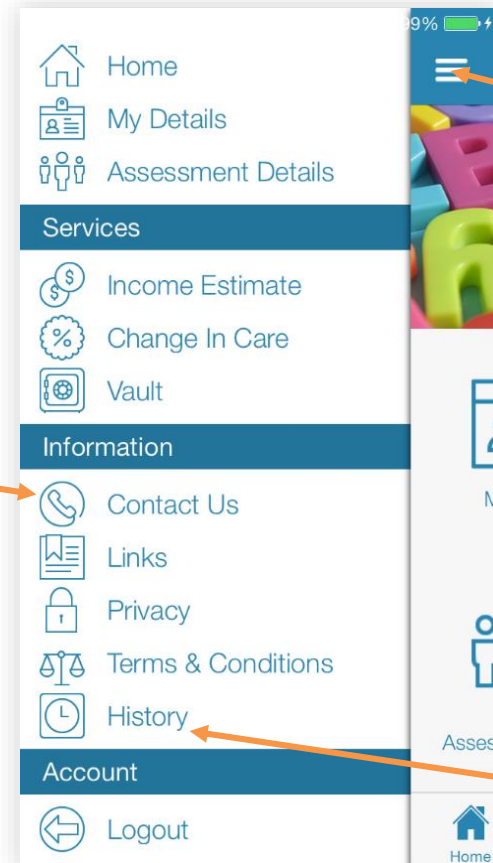 Home
My Details
Assessment Details
Services
Income Estimate
Change In Care
Vault
Information
Contact Us
Links
Privacy
Terms & Conditions
History
Account
Logout
9%
Home